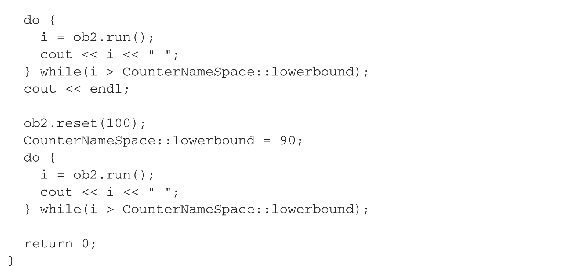 do {
i = ob2.run();
cout << i << " ";
} while(i > CounterNameSpace::lowerbound);
cout << endl;
ob2.reset(100);
CounterNameSpace::lowerbound = 90;
do {
i = ob2.run();
cout << i << " ";
} while(i > CounterNameSpace::lowerbound);
return 0;
}